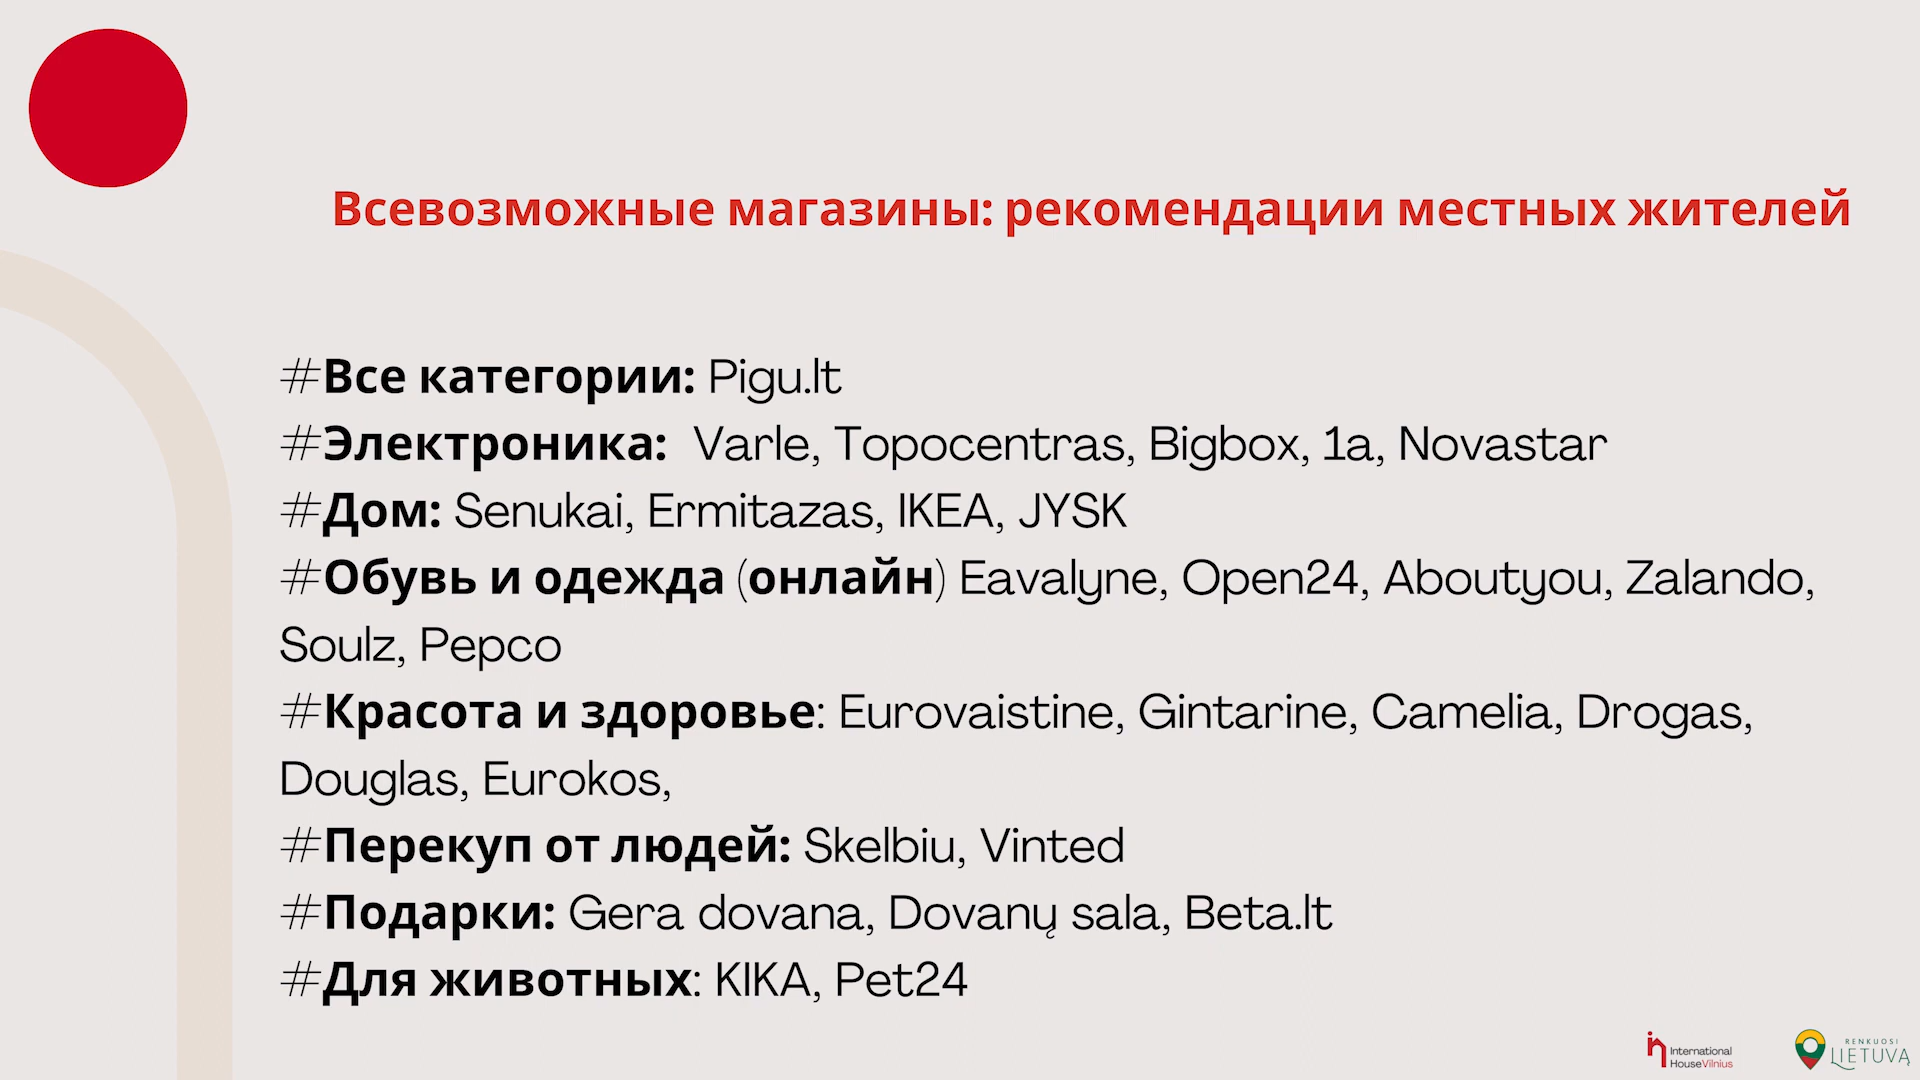 Всевозможные магазины: рекомендации местных жителей
#Все категории: Pigu.lt
#Электроника: Varle, Topocentras, Bigbox, 1a, Novastar
#Дом: Senukai, Ermitazas, IKEA, JYSK
#Обувь и одежда (онлайн) Eavalyne, Open24, Aboutyou, Zalando,
Soulz, Pepco
#Красота и здоровье: Eurovaistine, Gintarine, Camelia, Drogas,
Douglas, Eurokos,
#Перекуп от людей: Skelbiu, Vinted
#Подарки: Gera dovana, Dovanų sala, Beta.lt
#Для животных: KIKA, Pet24
International
HouseVilnius
RENKUOSI
LIETUVĄ